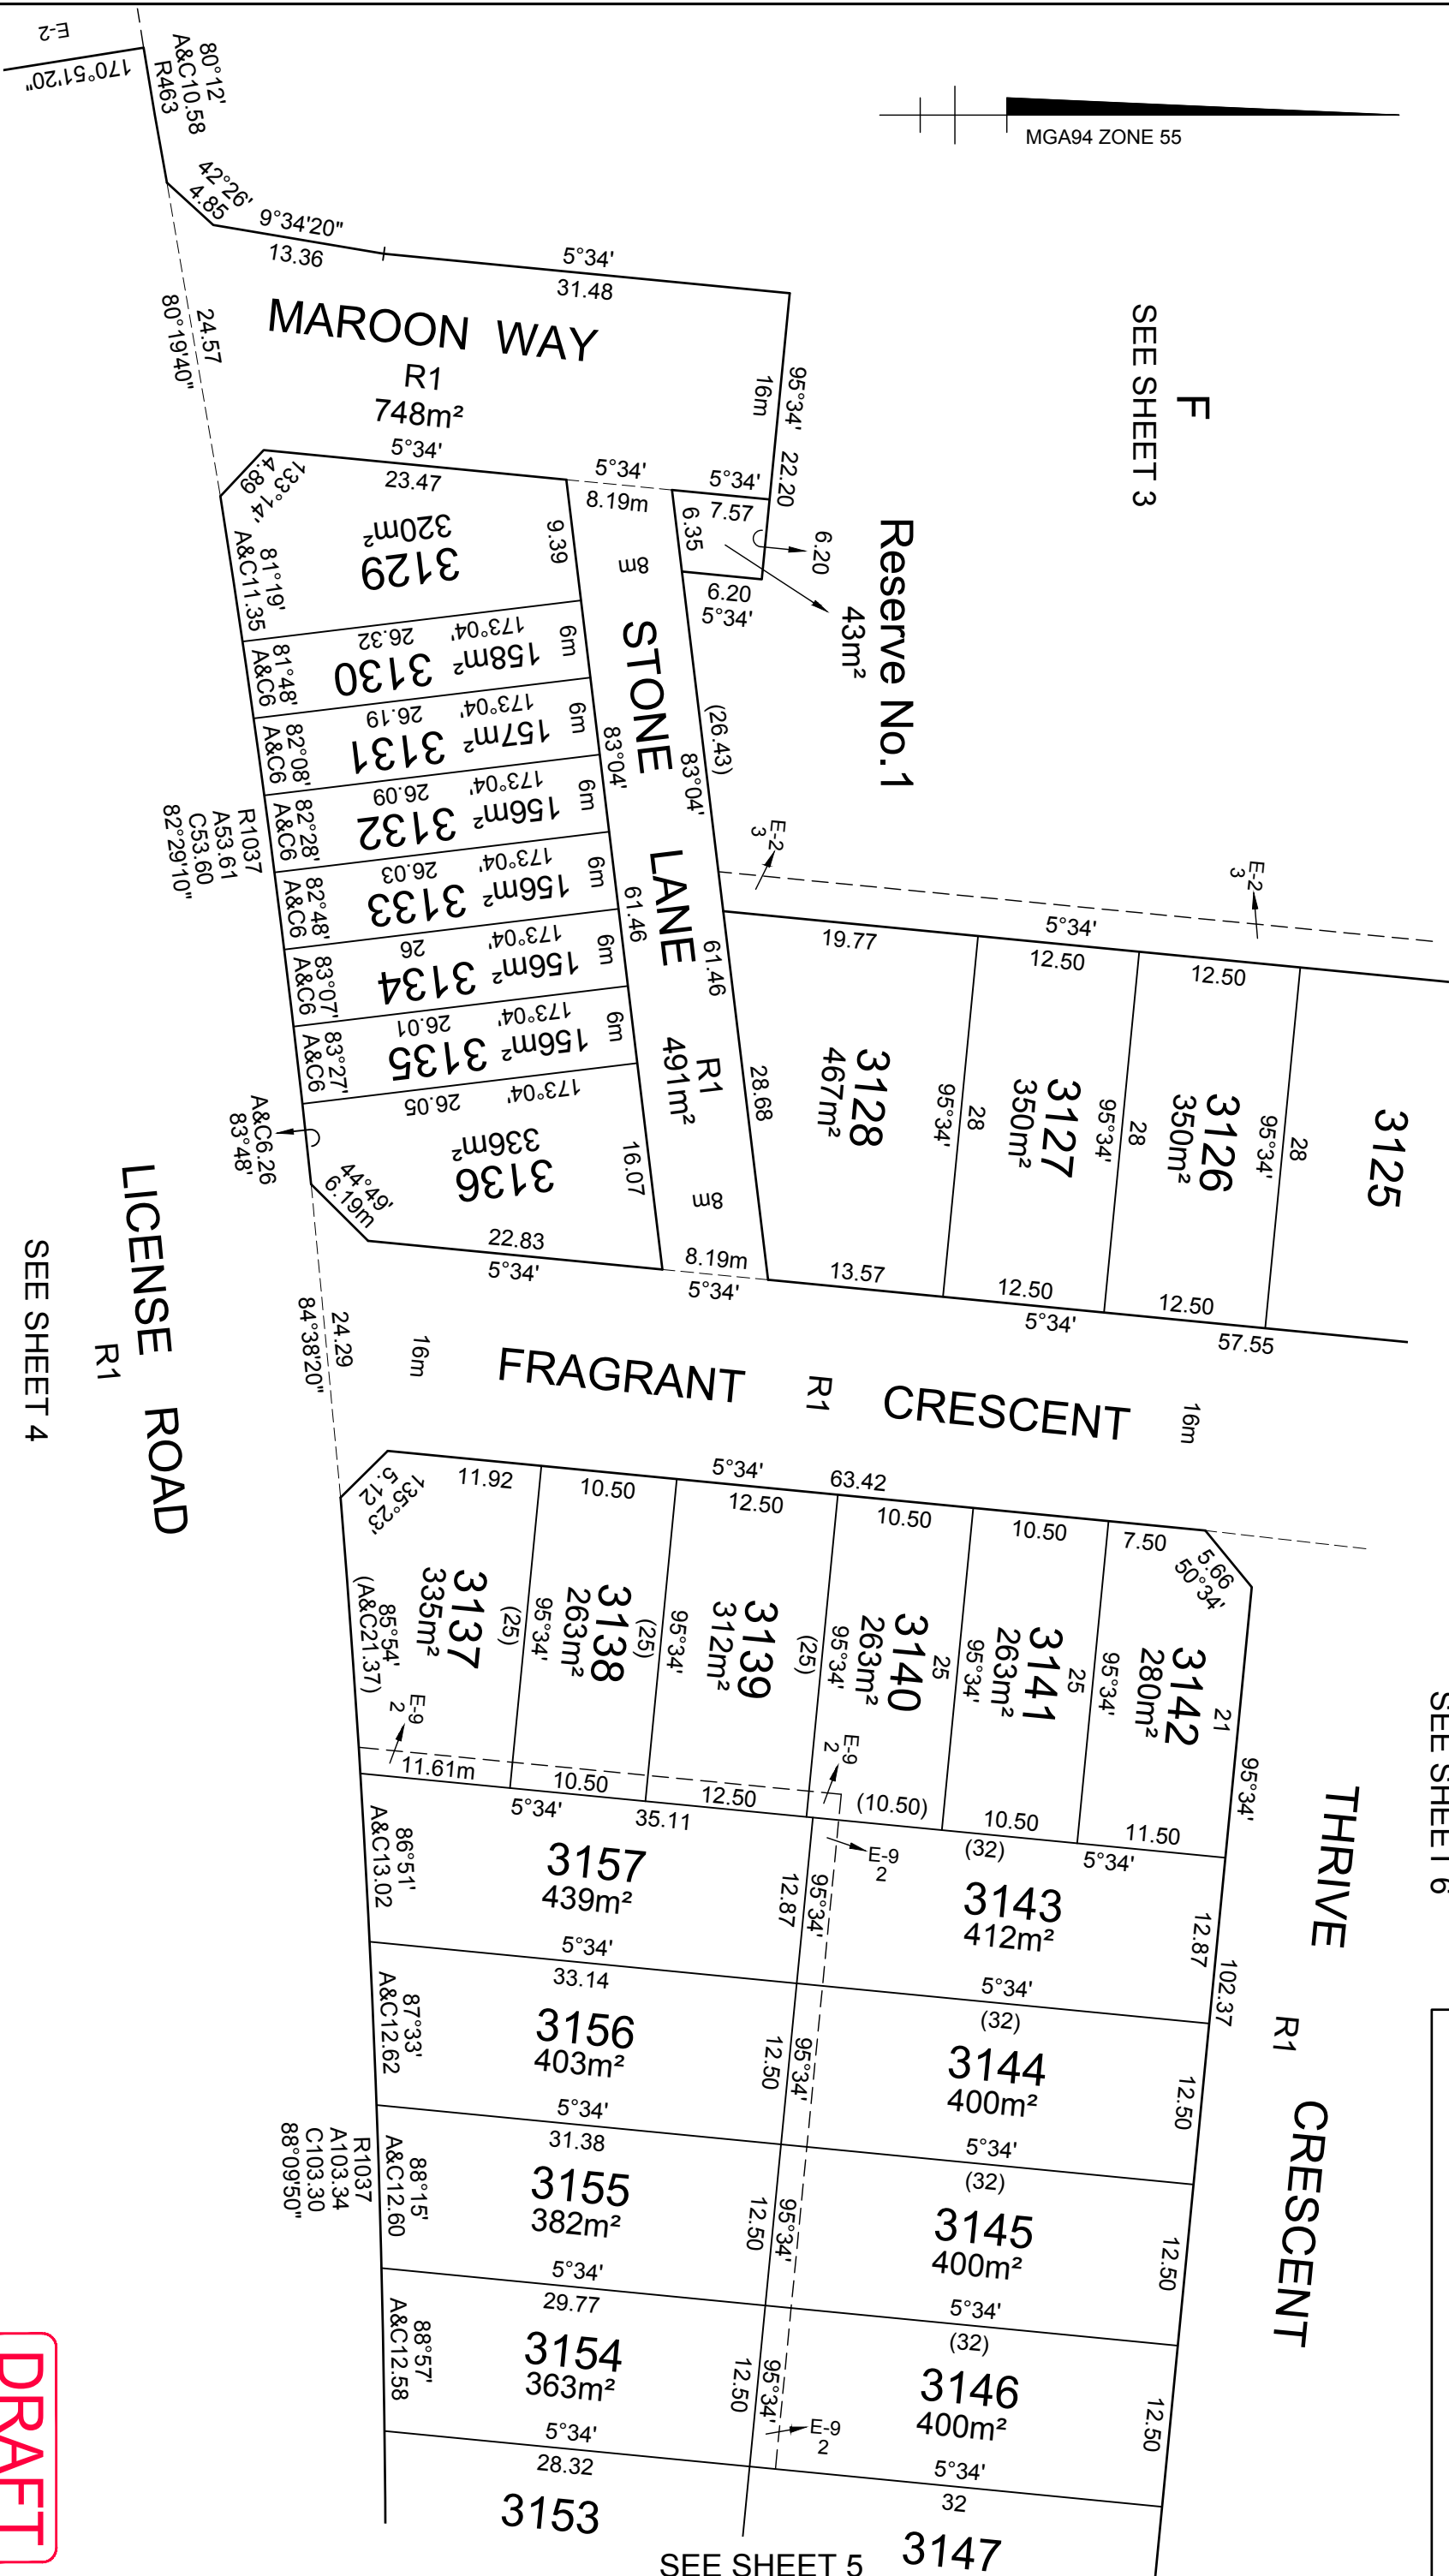 E-2
170°51'20"
80°12'
A&C10.58
R463
42°26'
4.85
9°34'20"
13.36
5°34'
31.48
MGA94 ZONE 55
F
SEE SHEET 3
24.57
80°19'40"
MAROON WAY
R1
748m²
95°34'
16m
22.20
5°34'
23.47
5°34'
8.19m
5°34'
7.57
6.35
6.20
6.20
5°34'
Reserve No.1
43m²
133°14'
4.89
81°19'
A&C11.35
3129
320m²
9.39
8m
173°04'
26.32
3130
158m²
6m
81°48'
A&C6
173°04'
26.19
3131
157m²
6m
82°08'
A&C6
173°04'
26.09
3132
156m²
6m
82°28'
A&C6
173°04'
26.03
3133
156m²
6m
82°48'
A&C6
173°04'
26
3134
156m²
6m
83°07'
A&C6
173°04'
26.01
3135
156m²
6m
83°27'
A&C6
173°04'
26.05
3136
336m²
16.07
R1037
A53.61
C53.60
82°29'10"
A&C6.26
83°48'
44°49'
6.19m
22.83
5°34'
STONE LANE
83°04'
61.46
(26.43)
83°04'
61.46
R1
491m²
28.68
8m
8.19m
5°34'
E-2
3
E-2
3
5°34'
19.77
12.50
12.50
3128
467m²
95°34'
28
3127
350m²
95°34'
28
3126
350m²
95°34'
28
3125
13.57
12.50
12.50
5°34'
57.55
LICENSE ROAD
R1
SEE SHEET 4
24.29
84°38'20"
16m
FRAGRANT CRESCENT
R1
16m
5°34'
63.42
11.92
10.50
12.50
10.50
10.50
7.50
5.66
50°34'
135°23'
5.12
85°54'
(A&C21.37)
3137
335m²
(25)
95°34'
3138
263m²
(25)
95°34'
3139
312m²
(25)
95°34'
3140
263m²
25
95°34'
3141
263m²
25
95°34'
3142
280m²
21
95°34'
E-9
2
E-9
2
11.61m
10.50
12.50
(10.50)
10.50
11.50
5°34'
35.11
E-9
2
(32)
5°34'
SEE SHEET 6
THRIVE CRESCENT
R1
102.37
86°51'
A&C13.02
3157
439m²
12.87
95°34'
3143
412m²
12.87
5°34'
33.14
5°34'
(32)
87°33'
A&C12.62
3156
403m²
12.50
95°34'
3144
400m²
12.50
5°34'
31.38
5°34'
(32)
R1037
A103.34
C103.30
88°09'50"
88°15'
A&C12.60
3155
382m²
12.50
95°34'
3145
400m²
12.50
5°34'
29.77
5°34'
(32)
88°57'
A&C12.58
3154
363m²
12.50
95°34'
E-9
2
3146
400m²
12.50
5°34'
28.32
5°34'
32
3153
3147
SEE SHEET 5
DRAFT